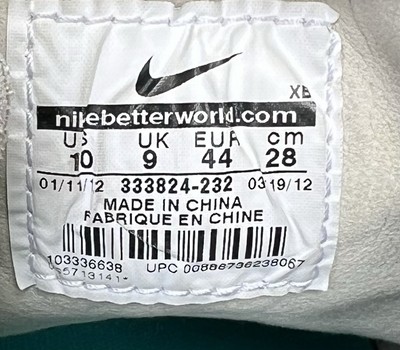 XE
nikebetterworld.com
US UK EUR cm
10 9 44 28
01/11/12 333824-232 03/19/12
MADE IN CHINA
FABRIQUE EN CHINE
103336638 UPC 00886736238067